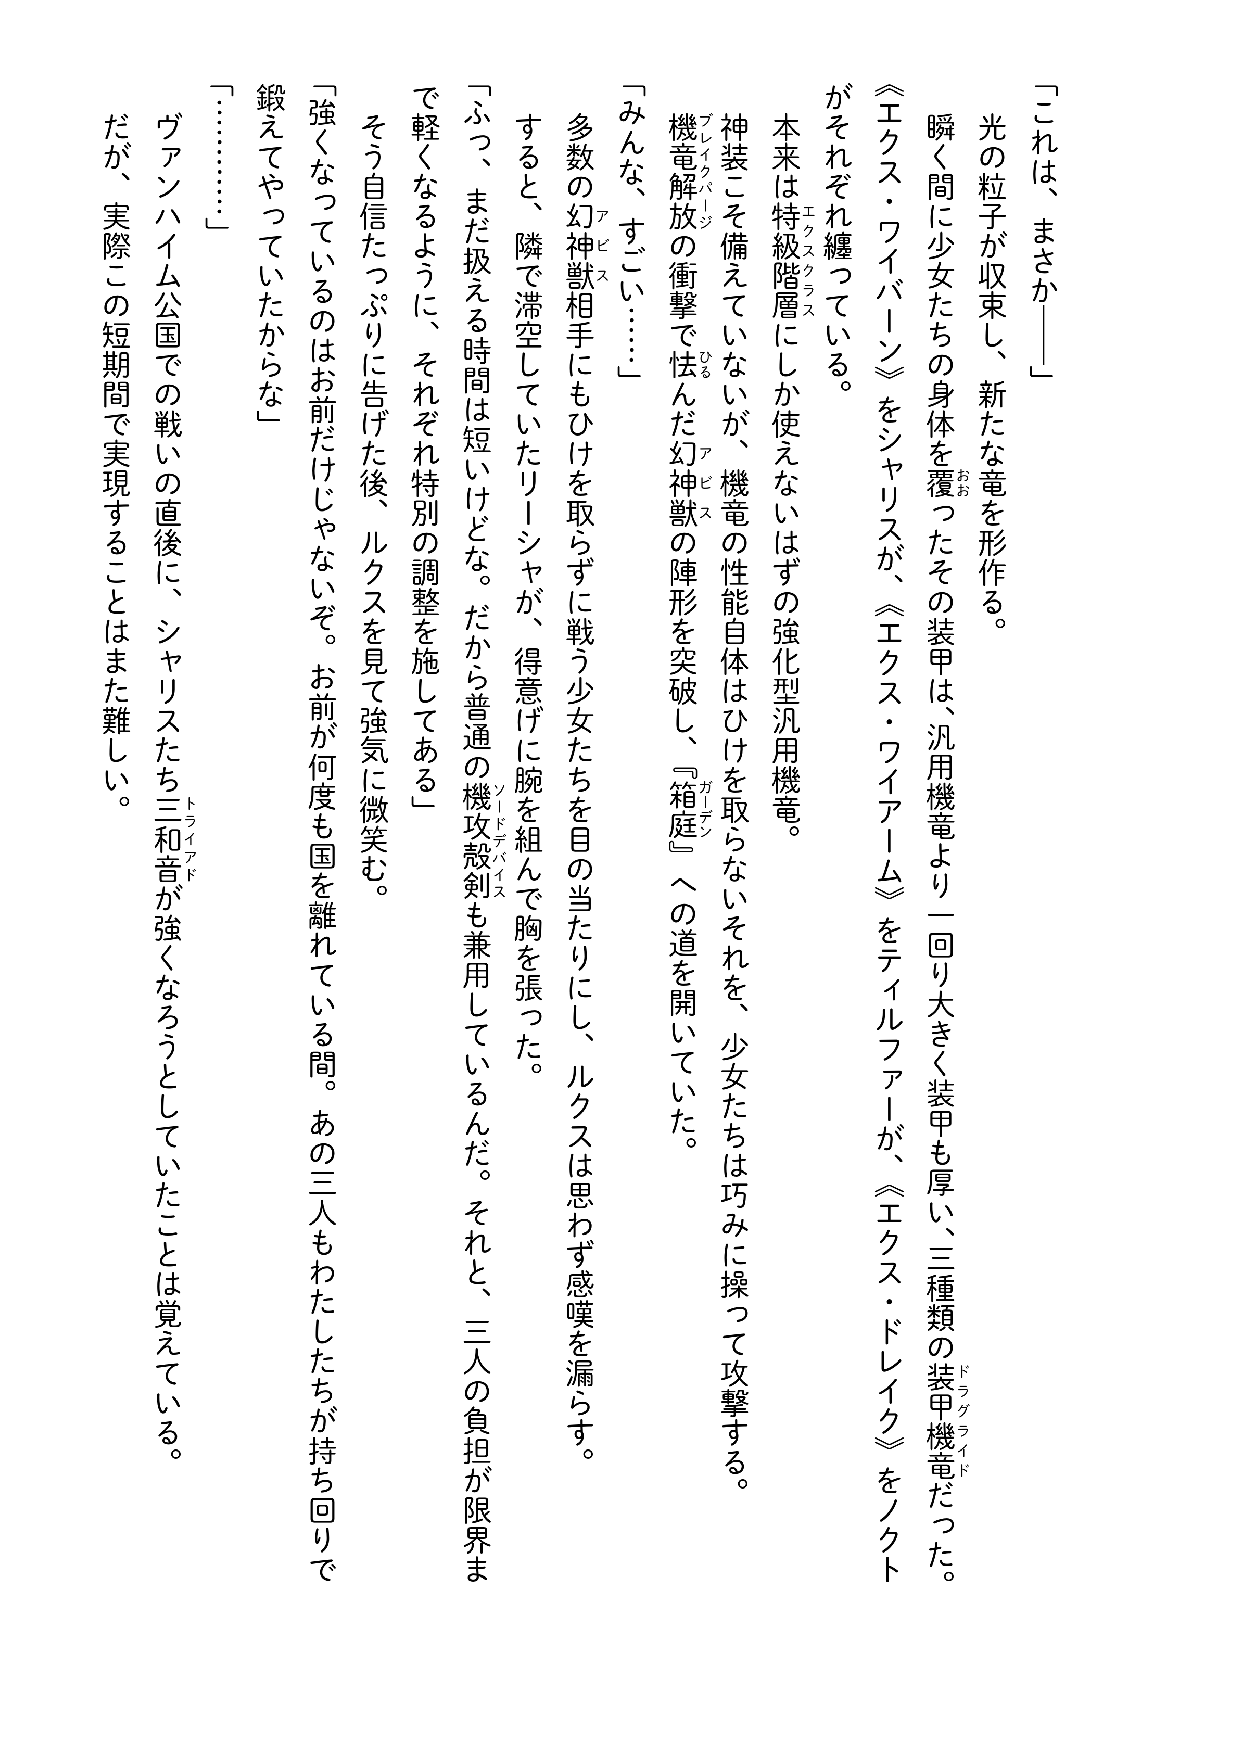 「これは、まさか――」
光の粒子が収束し、新たな竜を形作る。
瞬く間に少女たちの身体を覆ったその装甲は、汎用機竜より一回り大きく装甲も厚い、三種類の装甲機竜だった。
《エクス・ワイバーン》をシャリスが、《エクス・ワイアーム》をティルファーが、《エクス・ドレイク》をノクト
がそれぞれ纏っている。
本来は特級階層にしか使えないはずの強化型汎用機竜。
神装こそ備えていないが、機竜の性能自体はひけを取らないそれを、少女たちは巧みに操って攻撃する。
機竜解放の衝撃で怯んだ幻神獣の陣形を突破し、『箱庭』への道を開いていた。
「みんな、すごい……」
多数の幻神獣相手にもひけを取らずに戦う少女たちを目の当たりにし、ルクスは思わず感嘆を漏らす。
すると、隣で滞空していたリーシャが、得意げに腕を組んで胸を張った。
「ふっ、まだ扱える時間は短いけどな。だから普通の機攻殻剣も兼用しているんだ。それと、三人の負担が限界ま
で軽くなるように、それぞれ特別の調整を施してある」
そう自信たっぷりに告げた後、ルクスを見て強気に微笑む。
「強くなっているのはお前だけじゃないぞ。お前が何度も国を離れている間。あの三人もわたしたちが持ち回りで
鍛えてやっていたからな」
「…………」
ヴァンハイム公国での戦いの直後に、シャリスたち三和音が強くなろうとしていたことは覚えている。
だが、実際この短期間で実現することはまた難しい。